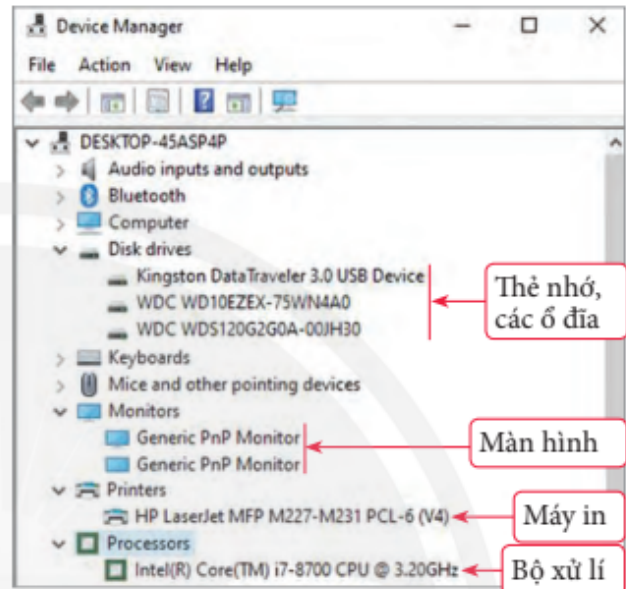 Device Manager
File Action View Help
DESKTOP-45ASP4P
Audio inputs and outputs
Bluetooth
Computer
Disk drives
Kingston DataTraveler 3.0 USB Device
WDC WD10EZEX-75WN4A0
WDC WDS120G2G0A-00JH30
Thẻ nhớ,
các ổ đĩa
Keyboards
Mice and other pointing devices
Monitors
Generic PnP Monitor
Generic PnP Monitor
Màn hình
Printers
HP LaserJet MFP M227-M231 PCL-6 (V4)
Máy in
Processors
Intel(R) Core(TM) i7-8700 CPU @ 3.20GHz
Bộ xử lí